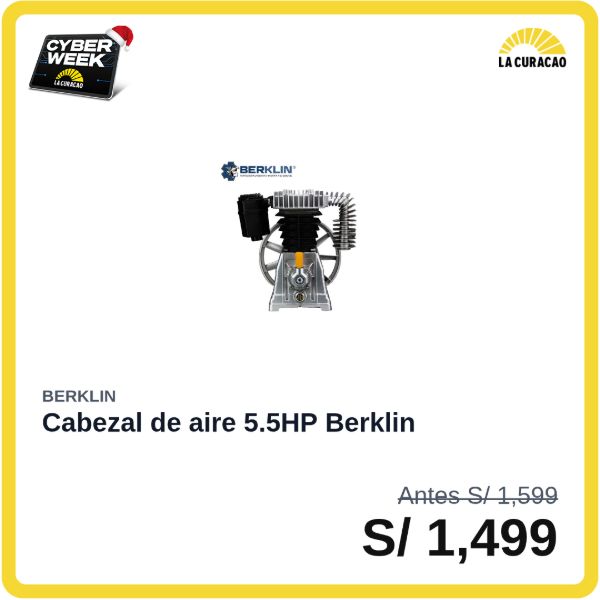 CYBER
WEEK
LA CURACAO
LA CURACAO
BERKLIN®
BERKLIN
Cabezal de aire 5.5HP Berklin
Antes S/ 1,599
S/ 1,499